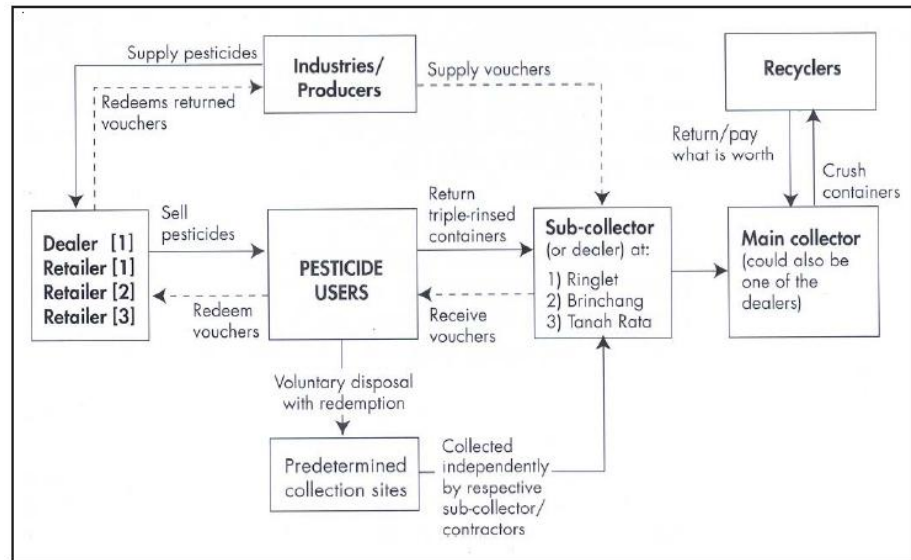 Supply pesticides
Industries/
Producers
Supply vouchers
Recyclers
Redeems returned
vouchers
Return/pay
what is worth
Crush
containers
Dealer [1]
Retailer [1]
Retailer [2]
Retailer [3]
Sell
pesticides
Redeem
vouchers
PESTICIDE
USERS
Return
triple-rinsed
containers
Receive
vouchers
Sub-collector
(or dealer) at:
1) Ringlet
2) Brinchang
3) Tanah Rata
Main collector
(could also be
one of the
dealers)
Voluntary disposal
with redemption
Predetermined
collection sites
Collected
independently
by respective
sub-collector/
contractors